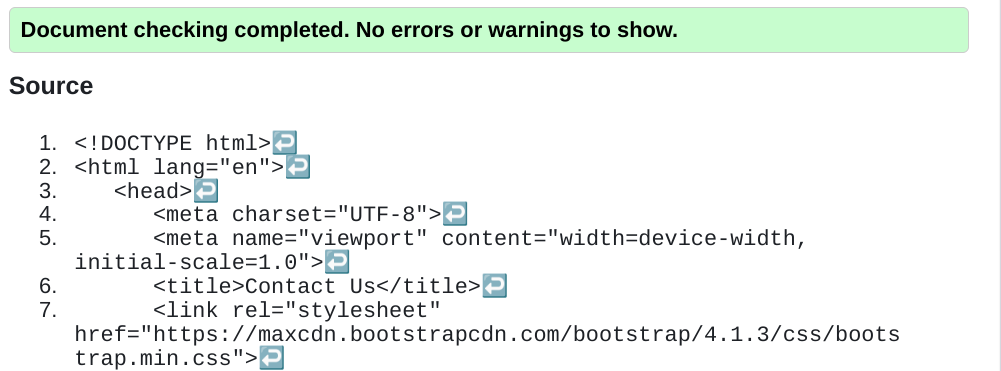 Document checking completed. No errors or warnings to show.
Source
1. <!DOCTYPE html>↩
2. <html lang="en">↩
3.    <head>↩
4.       <meta charset="UTF-8">↩
5.       <meta name="viewport" content="width=device-width,
initial-scale=1.0">↩
6.       <title>Contact Us</title>↩
7.       <link rel="stylesheet"
href="https://maxcdn.bootstrapcdn.com/bootstrap/4.1.3/css/boots
trap.min.css">↩